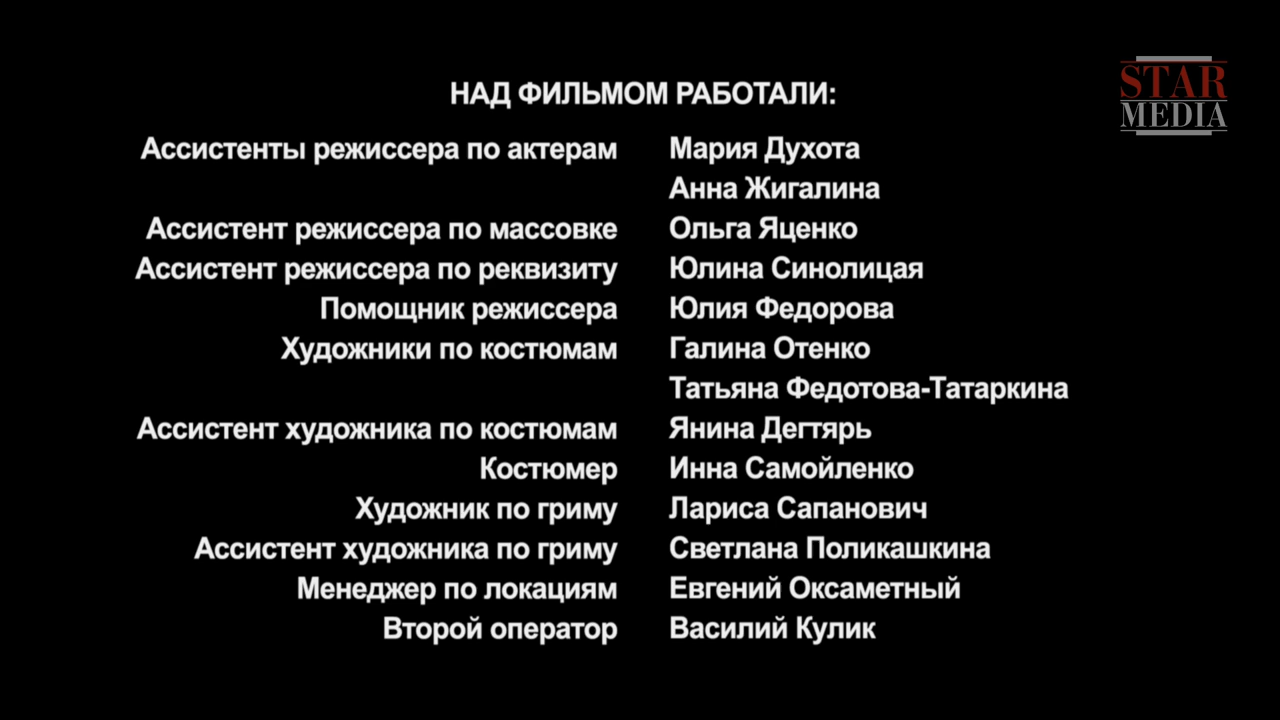 STAR
MEDIA
НАД ФИЛЬМОМ РАБОТАЛИ:
Ассистенты режиссера по актерам Мария Духота
Анна Жигалина
Ассистент режиссера по массовке Ольга Яценко
Ассистент режиссера по реквизиту Юлина Синолицая
Помощник режиссера Юлия Федорова
Художники по костюмам Галина Отенко
Татьяна Федотова-Татаркина
Ассистент художника по костюмам Янина Дегтярь
Костюмер Инна Самойленко
Художник по гриму Лариса Сапанович
Ассистент художника по гриму Светлана Поликашкина
Менеджер по локациям Евгений Оксаметный
Второй оператор Василий Кулик